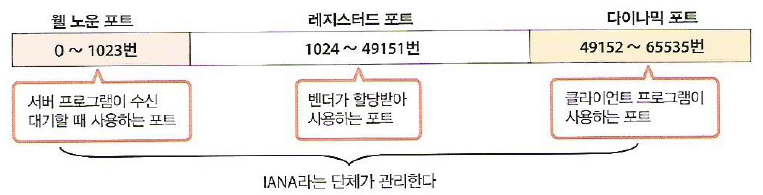 웰 노운 포트
레지스터드 포트
다이나믹 포트
0 ~ 1023번
1024 ~ 49151번
49152 ~ 65535번
서버 프로그램이 수신
대기할 때 사용하는 포트
벤더가 할당받아
사용하는 포트
클라이언트 프로그램이
사용하는 포트
IANA라는 단체가 관리한다